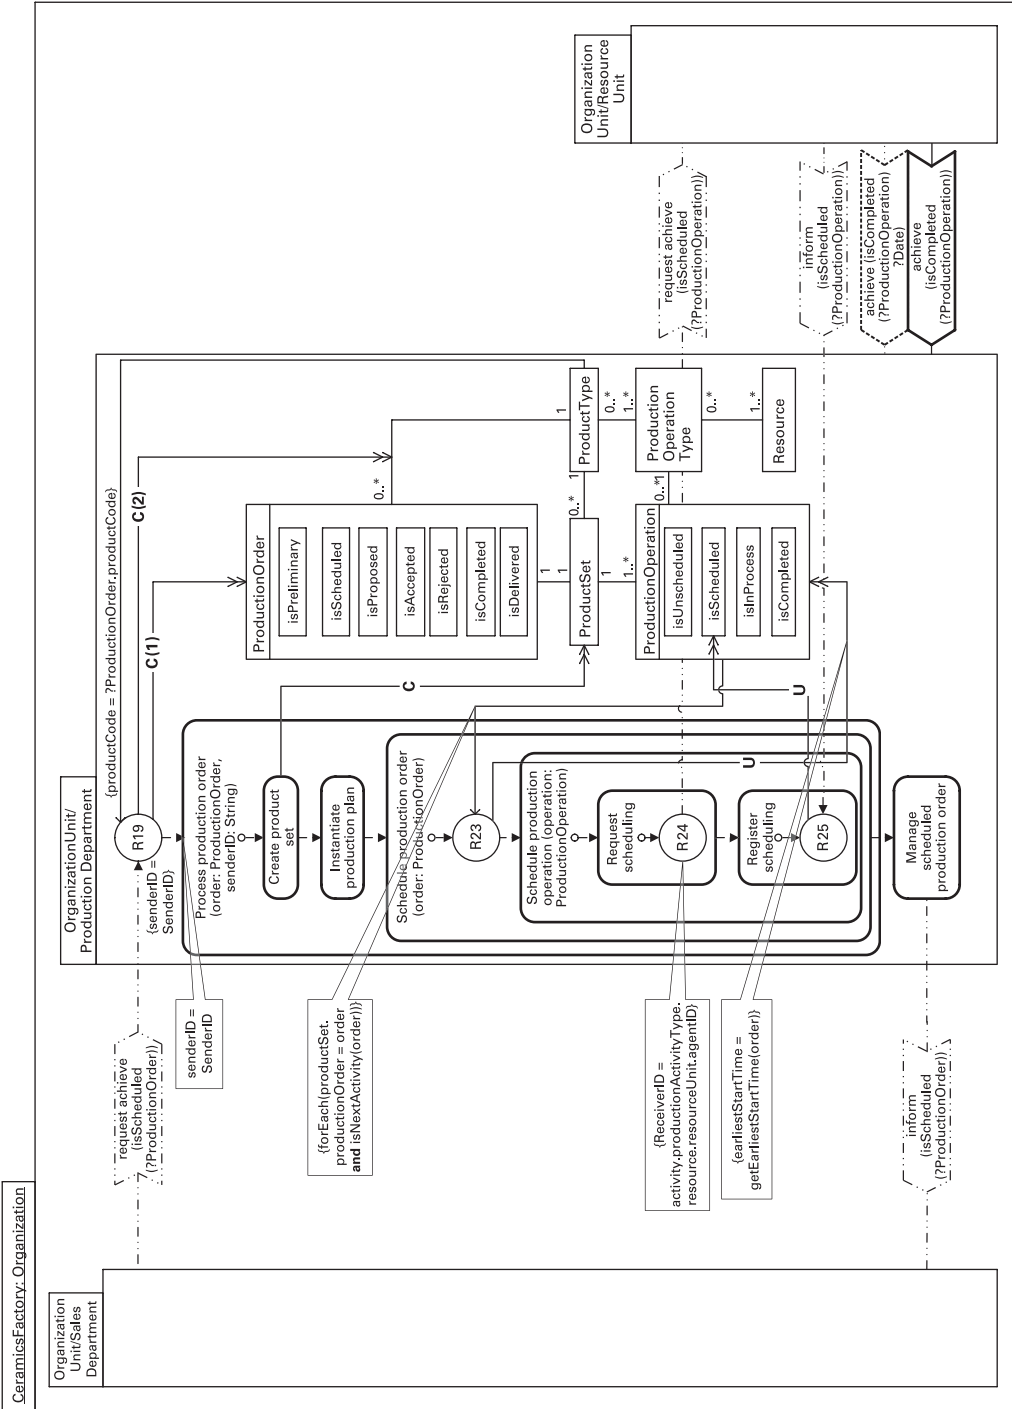 CeramicsFactory: Organization
Organization
Unit/Sales
Department
request achieve
(isScheduled
(?ProductionOrder))
inform
(isScheduled
(?ProductionOrder))
senderID =
SenderID
{forEach(productSet.
productionOrder = order
and isNextActivity(order))}
{ReceiverID =
activity.productionActivityType.
resource.resourceUnit.agentID}
{earliestStartTime =
getEarliestStartTime(order)}
OrganizationUnit/
Production Department
{productCode = ?ProductionOrder.productCode}
R19
{senderID =
SenderID}
C(1)
C(2)
Process production order
(order: ProductionOrder,
senderID: String)
Create product
set
C
Instantiate
production plan
Schedule production order
(order: ProductionOrder)
R23
Schedule production
operation (operation:
ProductionOperation)
Request
scheduling
R24
Register
scheduling
R25
U
U
Manage
scheduled
production order
ProductionOrder
isPreliminary
isScheduled
isProposed
isAccepted
isRejected
isCompleted
isDelivered
0..*
1
1
1
ProductSet
0..*
1
ProductType
1
1..*
0..*
1..*
ProductionOperation
isUnscheduled
isScheduled
isInProcess
isCompleted
0..*
1
Production
Operation
Type
0..*
1..*
Resource
request achieve
(isScheduled
(?ProductionOperation))
inform
(isScheduled
(?ProductionOperation))
achieve (isCompleted
(?ProductionOperation)
?Date)
achieve
(isCompleted
(?ProductionOperation))
Organization
Unit/Resource
Unit